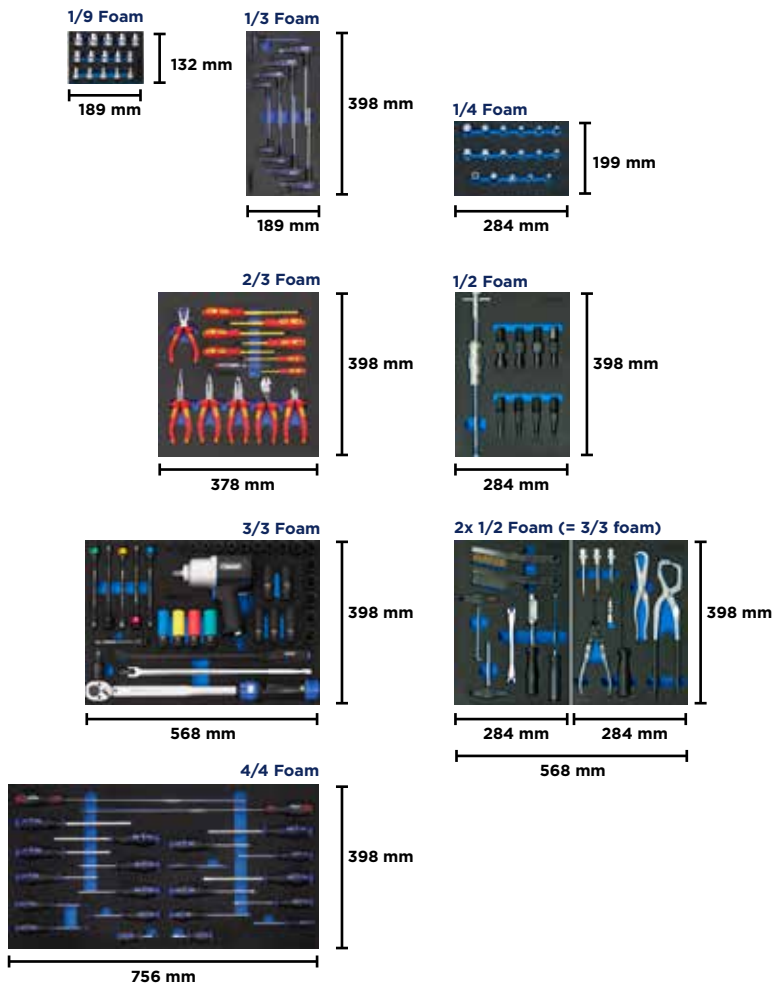 1/9 Foam
132 mm
189 mm
1/3 Foam
398 mm
189 mm
1/4 Foam
199 mm
284 mm
2/3 Foam
398 mm
378 mm
1/2 Foam
398 mm
284 mm
3/3 Foam
398 mm
568 mm
2x 1/2 Foam (= 3/3 foam)
398 mm
284 mm
284 mm
568 mm
4/4 Foam
398 mm
756 mm